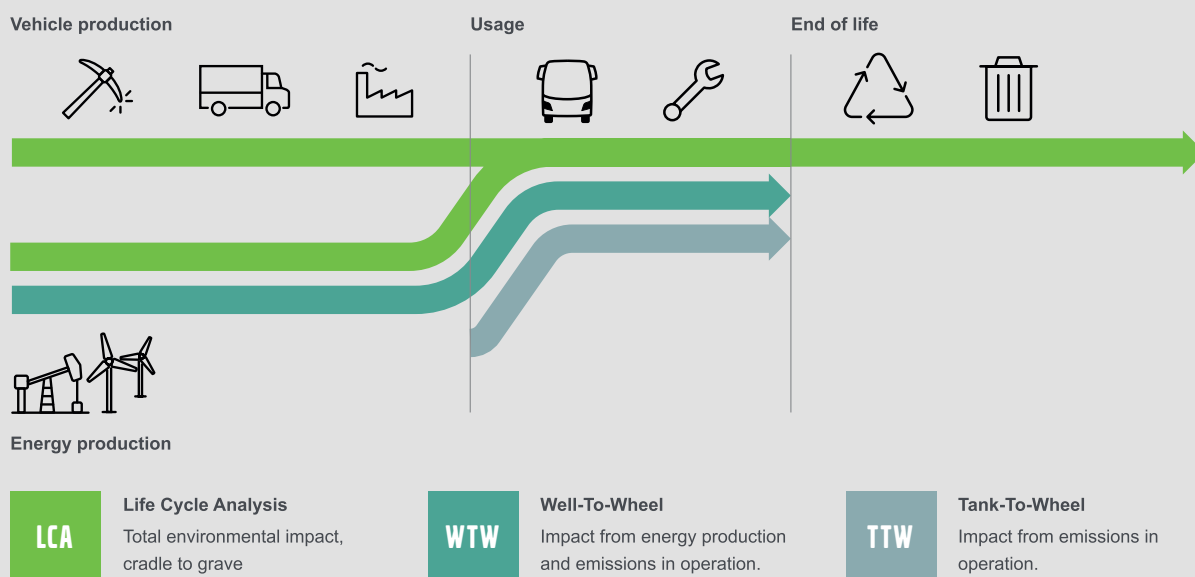 Vehicle production
Usage
End of life
Energy production
LCA
Life Cycle Analysis
Total environmental impact,
cradle to grave
WTW
Well-To-Wheel
Impact from energy production
and emissions in operation.
TTW
Tank-To-Wheel
Impact from emissions in
operation.